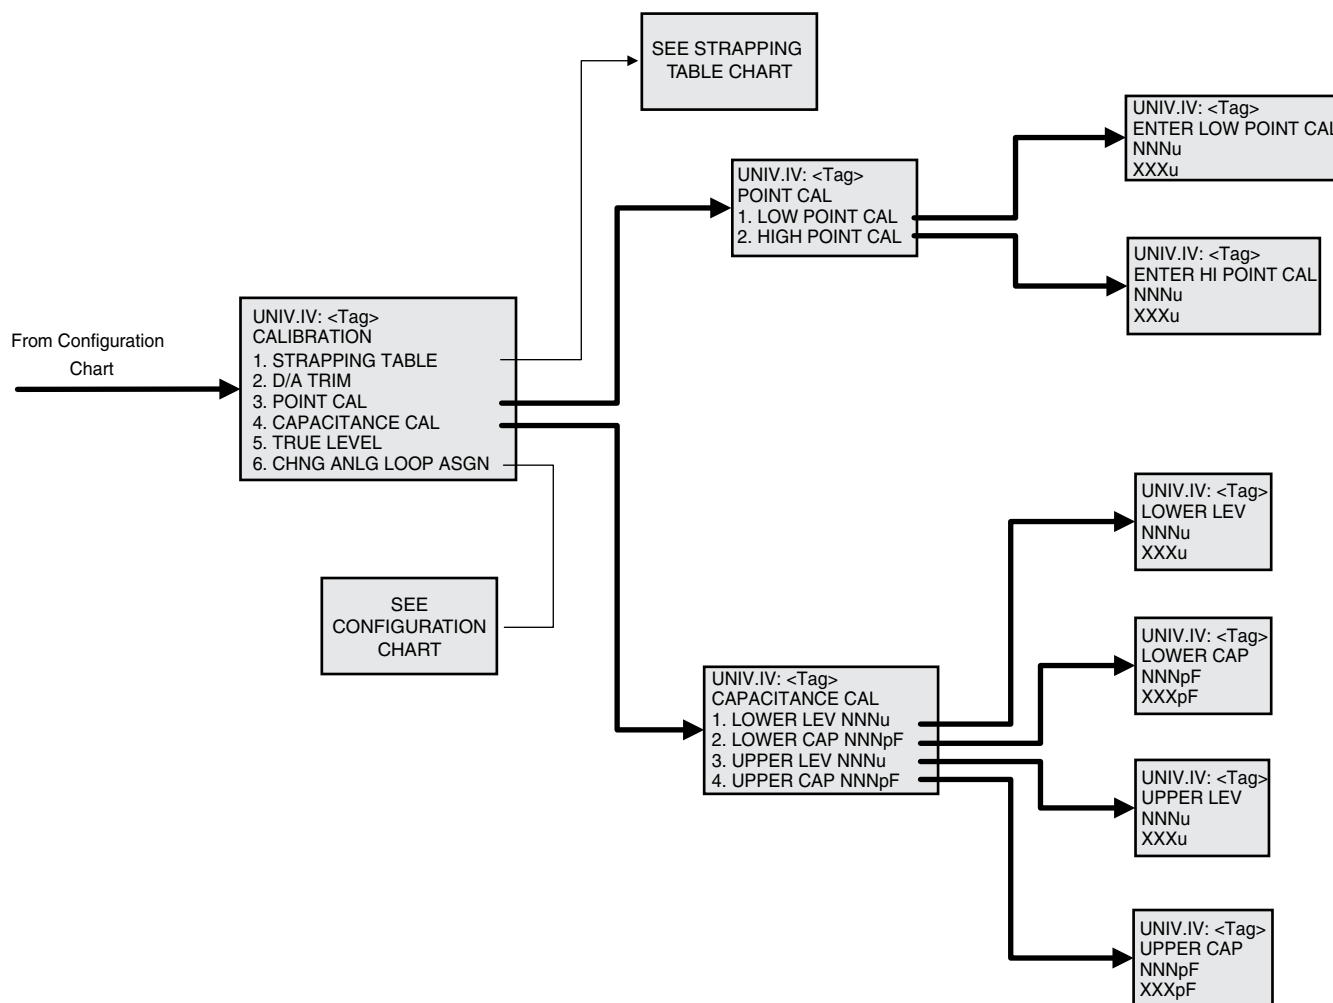 SEE STRAPPING
TABLE CHART
UNIV.IV: <Tag>
ENTER LOW POINT CAL
NNNu
XXXu
UNIV.IV: <Tag>
POINT CAL
1. LOW POINT CAL
2. HIGH POINT CAL
UNIV.IV: <Tag>
ENTER HI POINT CAL
NNNu
XXXu
From Configuration
Chart
UNIV.IV: <Tag>
CALIBRATION
1. STRAPPING TABLE
2. D/A TRIM
3. POINT CAL
4. CAPACITANCE CAL
5. TRUE LEVEL
6. CHNG ANLG LOOP ASGN
SEE
CONFIGURATION
CHART
UNIV.IV: <Tag>
LOWER LEV
NNNu
XXXu
UNIV.IV: <Tag>
LOWER CAP
NNNpF
XXXpF
UNIV.IV: <Tag>
CAPACITANCE CAL
1. LOWER LEV NNNu
2. LOWER CAP NNNpF
3. UPPER LEV NNNu
4. UPPER CAP NNNpF
UNIV.IV: <Tag>
UPPER LEV
NNNu
XXXu
UNIV.IV: <Tag>
UPPER CAP
NNNpF
XXXpF